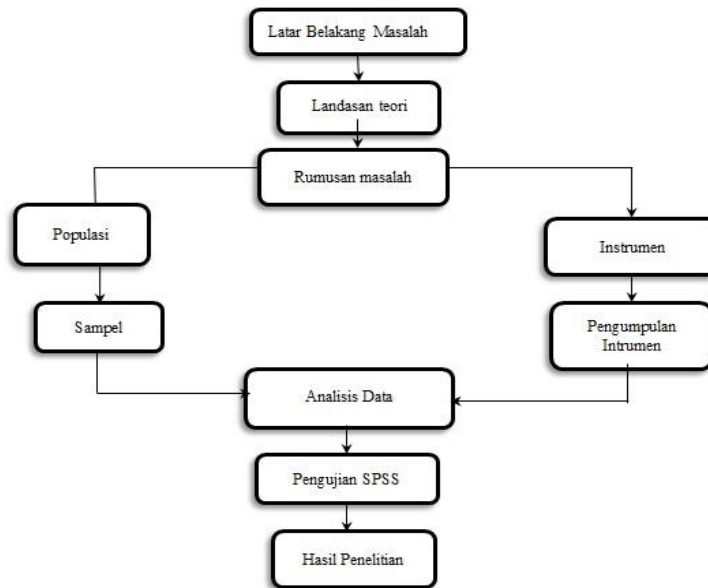 Latar Belakang Masalah
Landasan teori
Rumusan masalah
Populasi
Instrumen
Sampel
Pengumpulan
Intrumen
Analisis Data
Pengujian SPSS
Hasil Penelitian